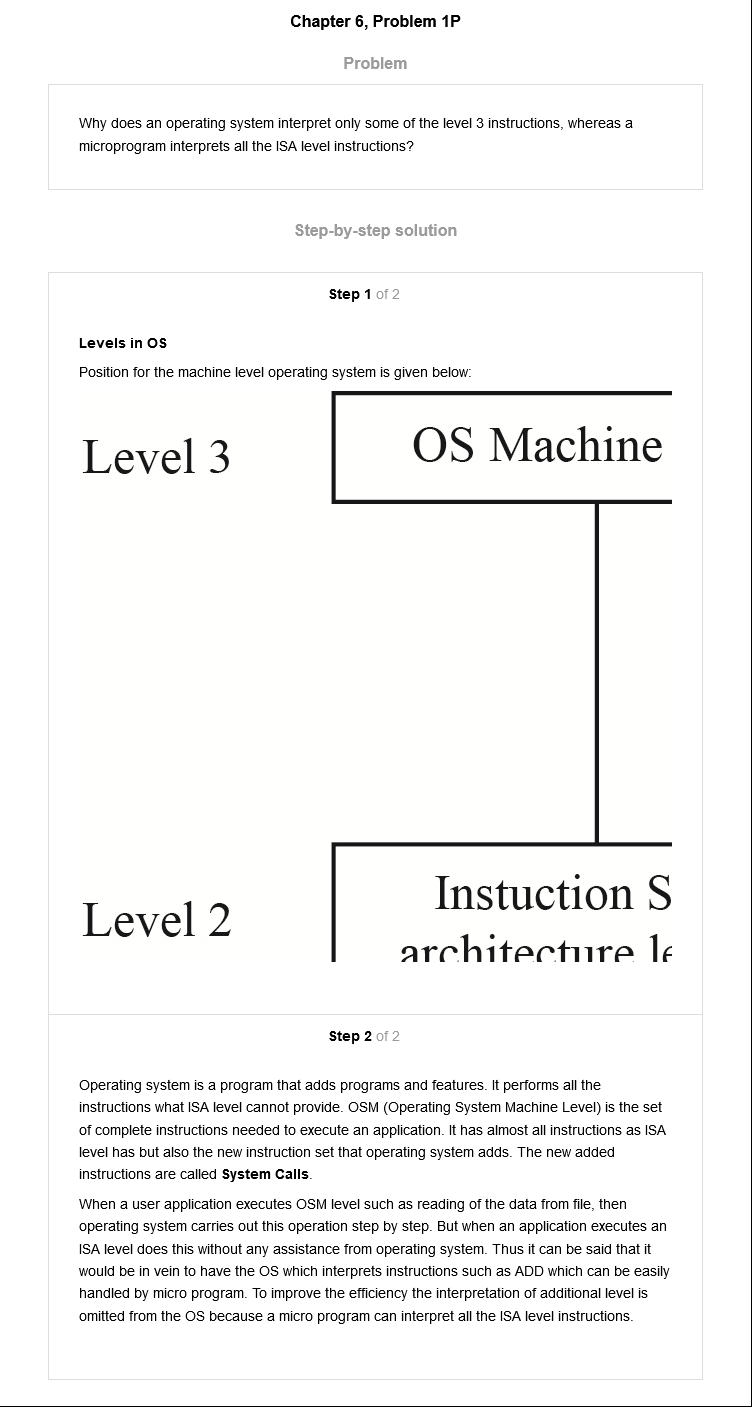 Chapter 6, Problem 1P
Problem
Why does an operating system interpret only some of the level 3 instructions, whereas a
microprogram interprets all the ISA level instructions?
Step-by-step solution
Step 1 of 2
Levels in OS
Position for the machine level operating system is given below:
OS Machine
Level 3
Instuction S
Level 2
architecture le
Step 2 of 2
Operating system is a program that adds programs and features. It performs all the
instructions what ISA level cannot provide. OSM (Operating System Machine Level) is the set
of complete instructions needed to execute an application. It has almost all instructions as ISA
level has but also the new instruction set that operating system adds. The new added
instructions are called System Calls.
When a user application executes OSM level such as reading of the data from file, then
operating system carries out this operation step by step. But when an application executes an
ISA level does this without any assistance from operating system. Thus it can be said that it
would be in vein to have the OS which interprets instructions such as ADD which can be easily
handled by micro program. To improve the efficiency the interpretation of additional level is
omitted from the OS because a micro program can interpret all the ISA level instructions.